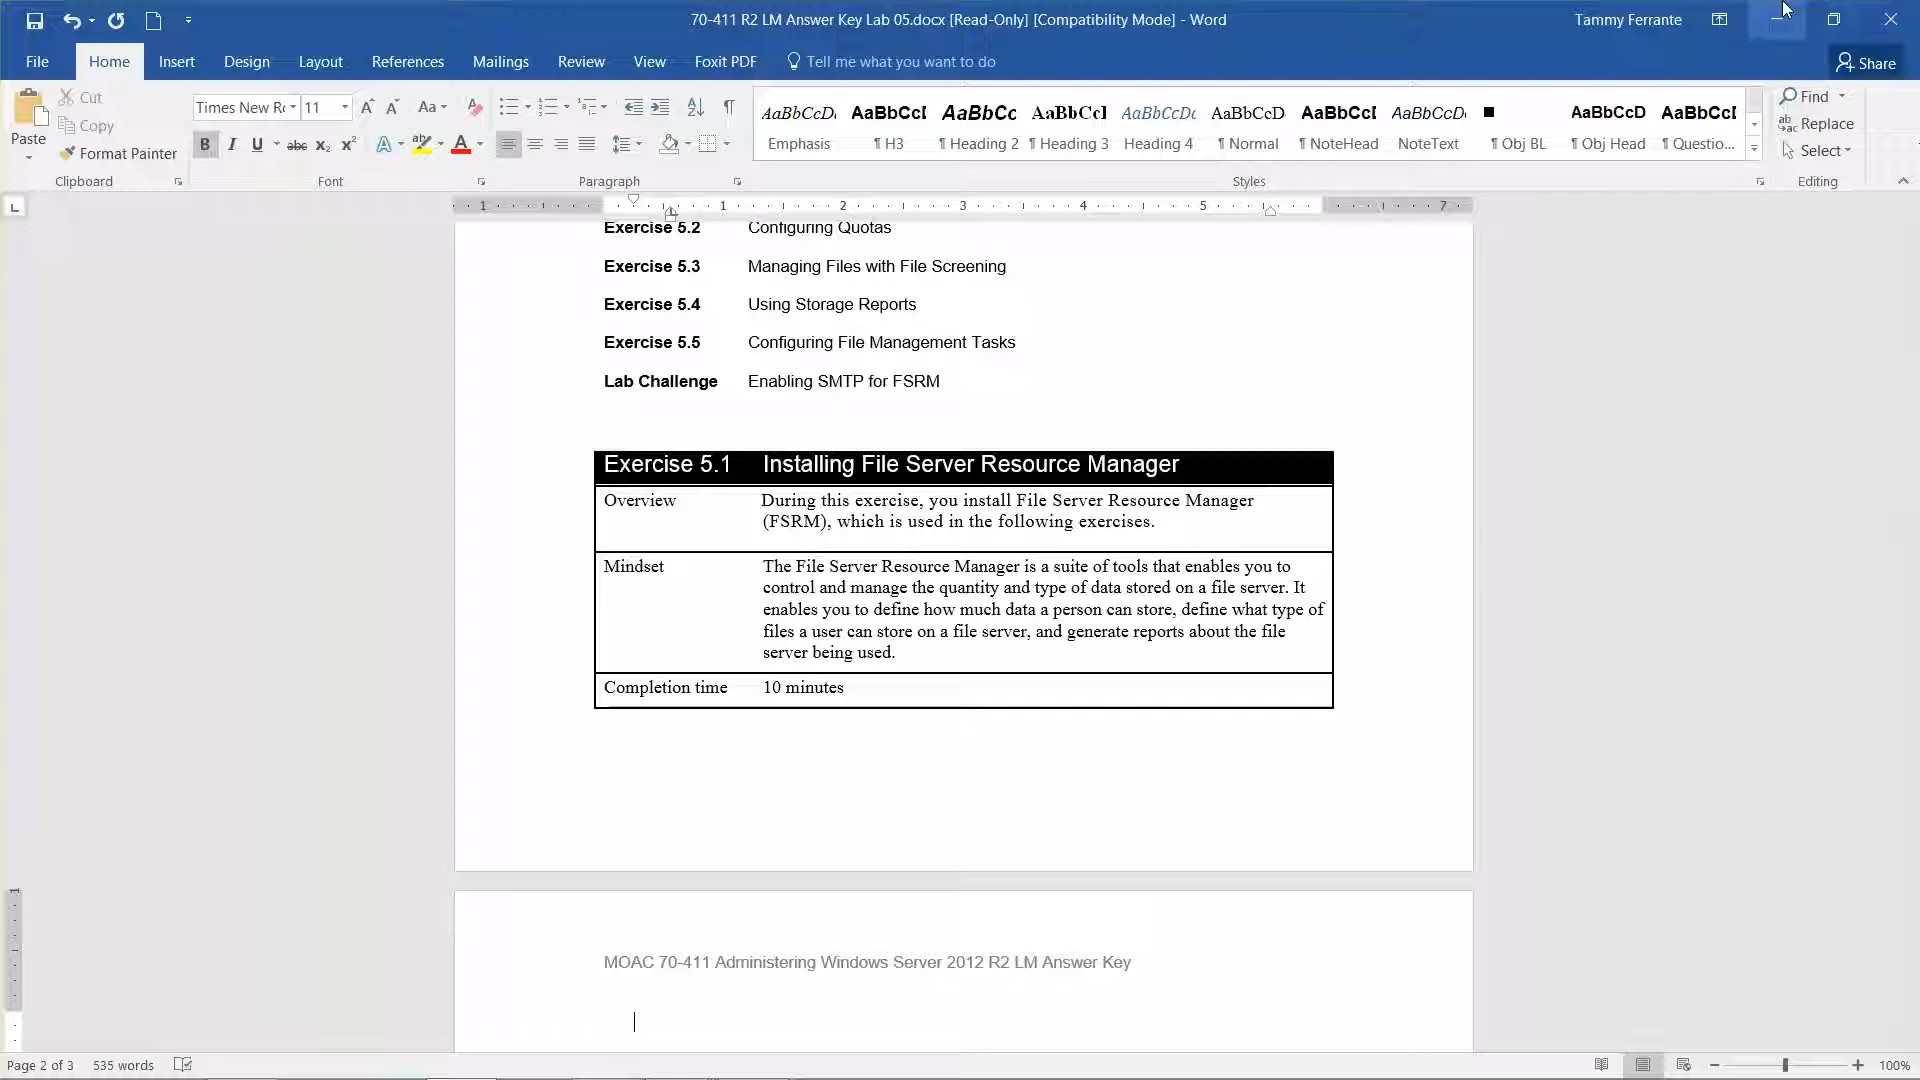 70-411 R2 LM Answer Key Lab 05.docx [Read-Only] [Compatibility Mode] - Word
Tammy Ferrante
File Home Insert Design Layout References Mailings Review View Foxit PDF Tell me what you want to do
Share
Paste
Cut
Copy
Format Painter
Clipboard
Times New Rc 11
Aa
Font
Paragraph
AaBbCcD AaBbCcI AaBbCc AaBbCcI AaBbCcDc AaBbCcD AaBbCcI AaBbCcD ■ AaBbCcD AaBbCcI
Emphasis ¶ H3 ¶ Heading 2 ¶ Heading 3 Heading 4 ¶ Normal ¶ NoteHead NoteText ¶ Obj BL ¶ Obj Head ¶ Questio...
Styles
Find
Replace
Select
Editing
1 1 2 3 4 5 7
Exercise 5.2 Configuring Quotas
Exercise 5.3 Managing Files with File Screening
Exercise 5.4 Using Storage Reports
Exercise 5.5 Configuring File Management Tasks
Lab Challenge Enabling SMTP for FSRM
Exercise 5.1 Installing File Server Resource Manager
Overview During this exercise, you install File Server Resource Manager
(FSRM), which is used in the following exercises.
Mindset The File Server Resource Manager is a suite of tools that enables you to
control and manage the quantity and type of data stored on a file server. It
enables you to define how much data a person can store, define what type of
files a user can store on a file server, and generate reports about the file
server being used.
Completion time 10 minutes
MOAC 70-411 Administering Windows Server 2012 R2 LM Answer Key
Page 2 of 3 535 words
100%